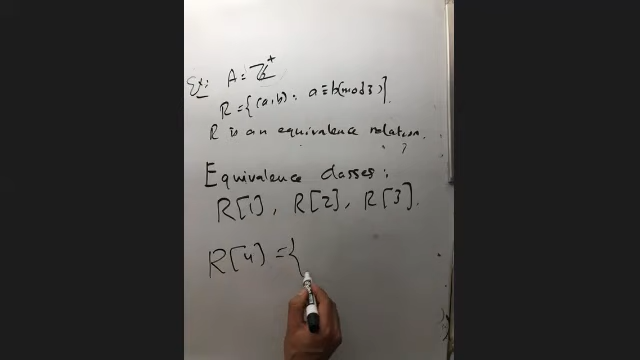 Ex: A = ℤ⁺
R = {(a,b) : a ≡ b(mod 3)}.
R is an equivalence relation.
Equivalence classes:
R[1], R[2], R[3].
R[4] = {